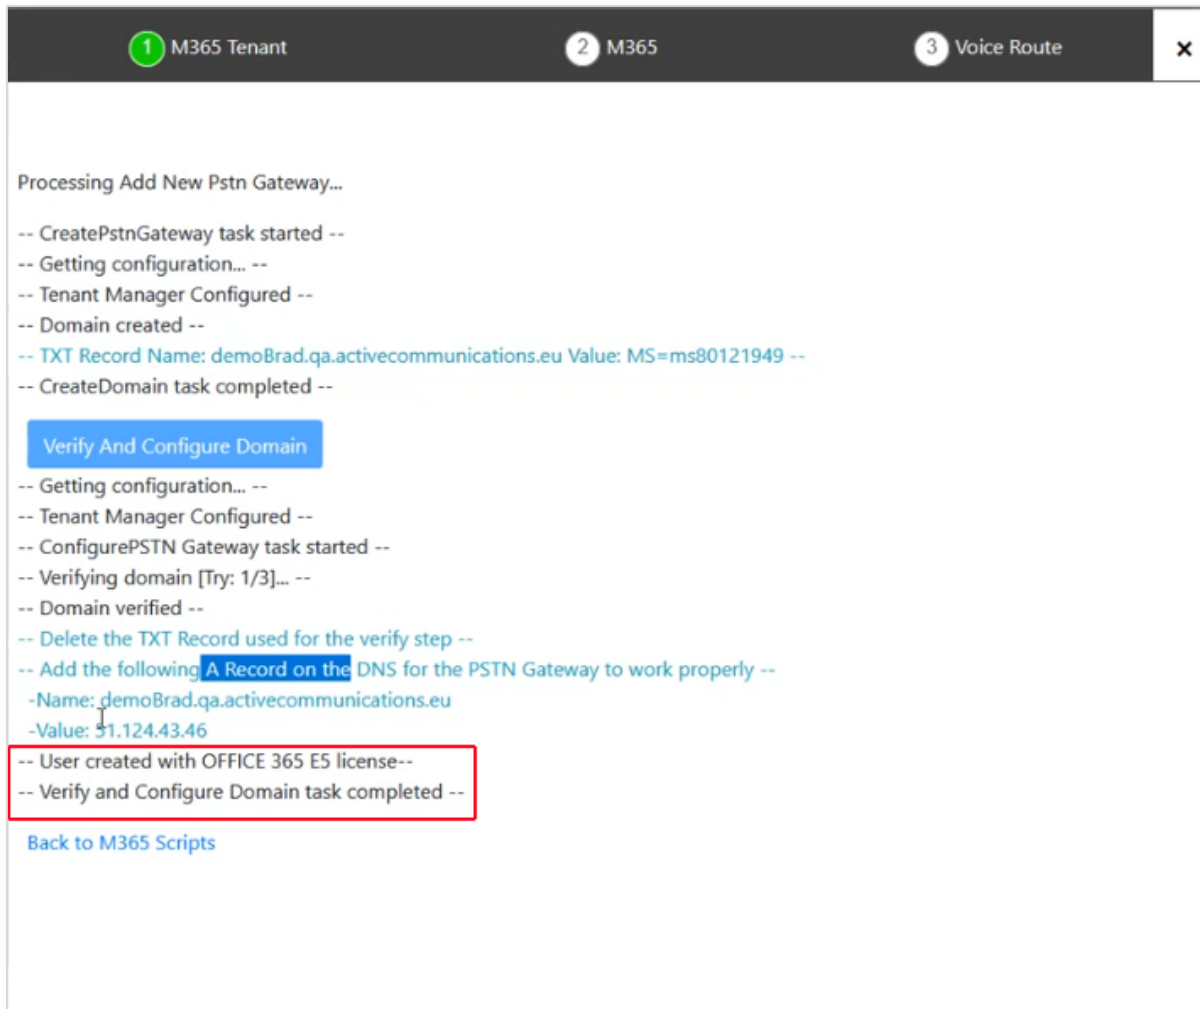 1 M365 Tenant 2 M365 3 Voice Route ×
Processing Add New Pstn Gateway...
-- CreatePstnGateway task started --
-- Getting configuration... --
-- Tenant Manager Configured --
-- Domain created --
-- TXT Record Name: demoBrad.qa.activecommunications.eu Value: MS=ms80121949 --
-- CreateDomain task completed --
Verify And Configure Domain
-- Getting configuration... --
-- Tenant Manager Configured --
-- ConfigurePSTN Gateway task started --
-- Verifying domain [Try: 1/3]... --
-- Domain verified --
-- Delete the TXT Record used for the verify step --
-- Add the following A Record on the DNS for the PSTN Gateway to work properly --
-Name: demoBrad.qa.activecommunications.eu
-Value: 51.124.43.46
-- User created with OFFICE 365 E5 license--
-- Verify and Configure Domain task completed --
Back to M365 Scripts